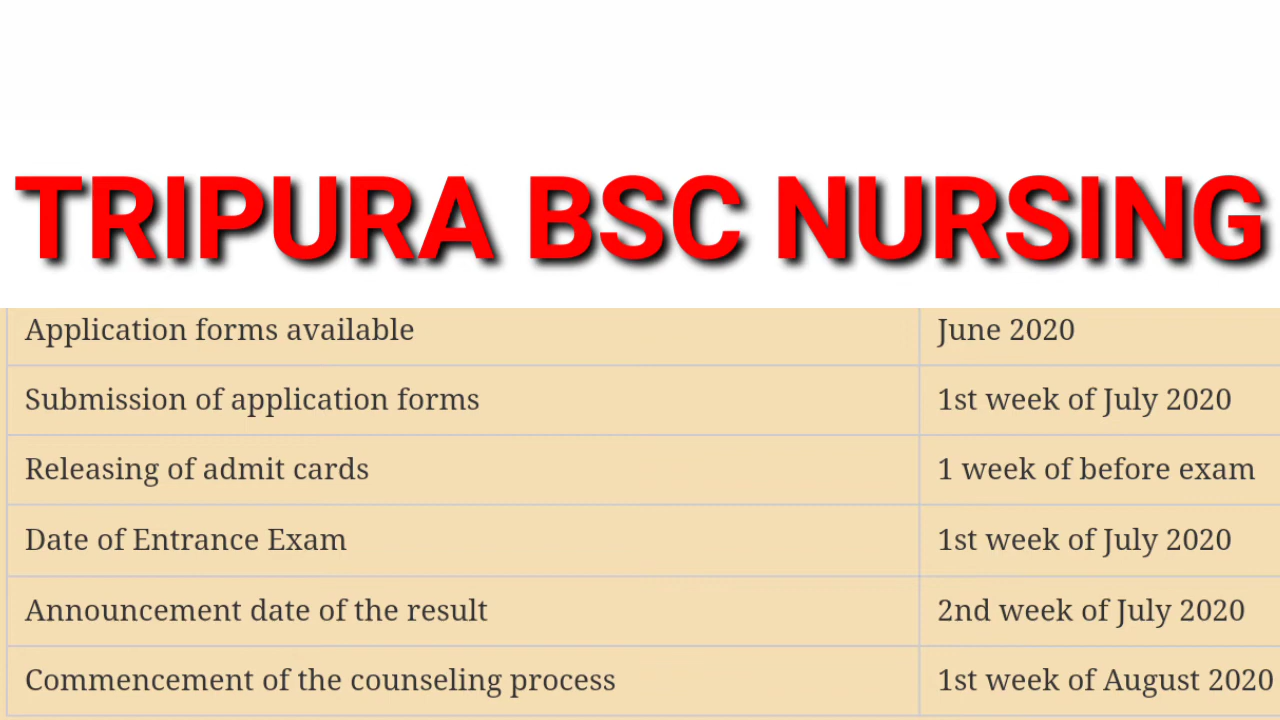 TRIPURA BSC NURSING
Application forms available June 2020
Submission of application forms 1st week of July 2020
Releasing of admit cards 1 week of before exam
Date of Entrance Exam 1st week of July 2020
Announcement date of the result 2nd week of July 2020
Commencement of the counseling process 1st week of August 2020